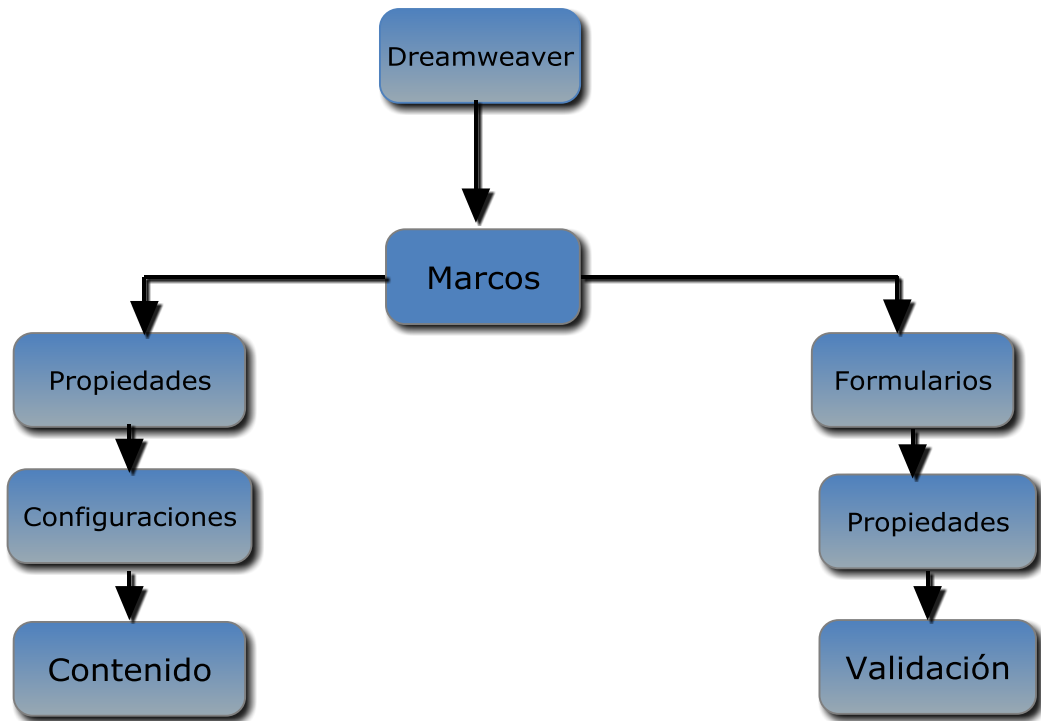 Dreamweaver
Marcos
Propiedades
Formularios
Configuraciones
Propiedades
Contenido
Validación